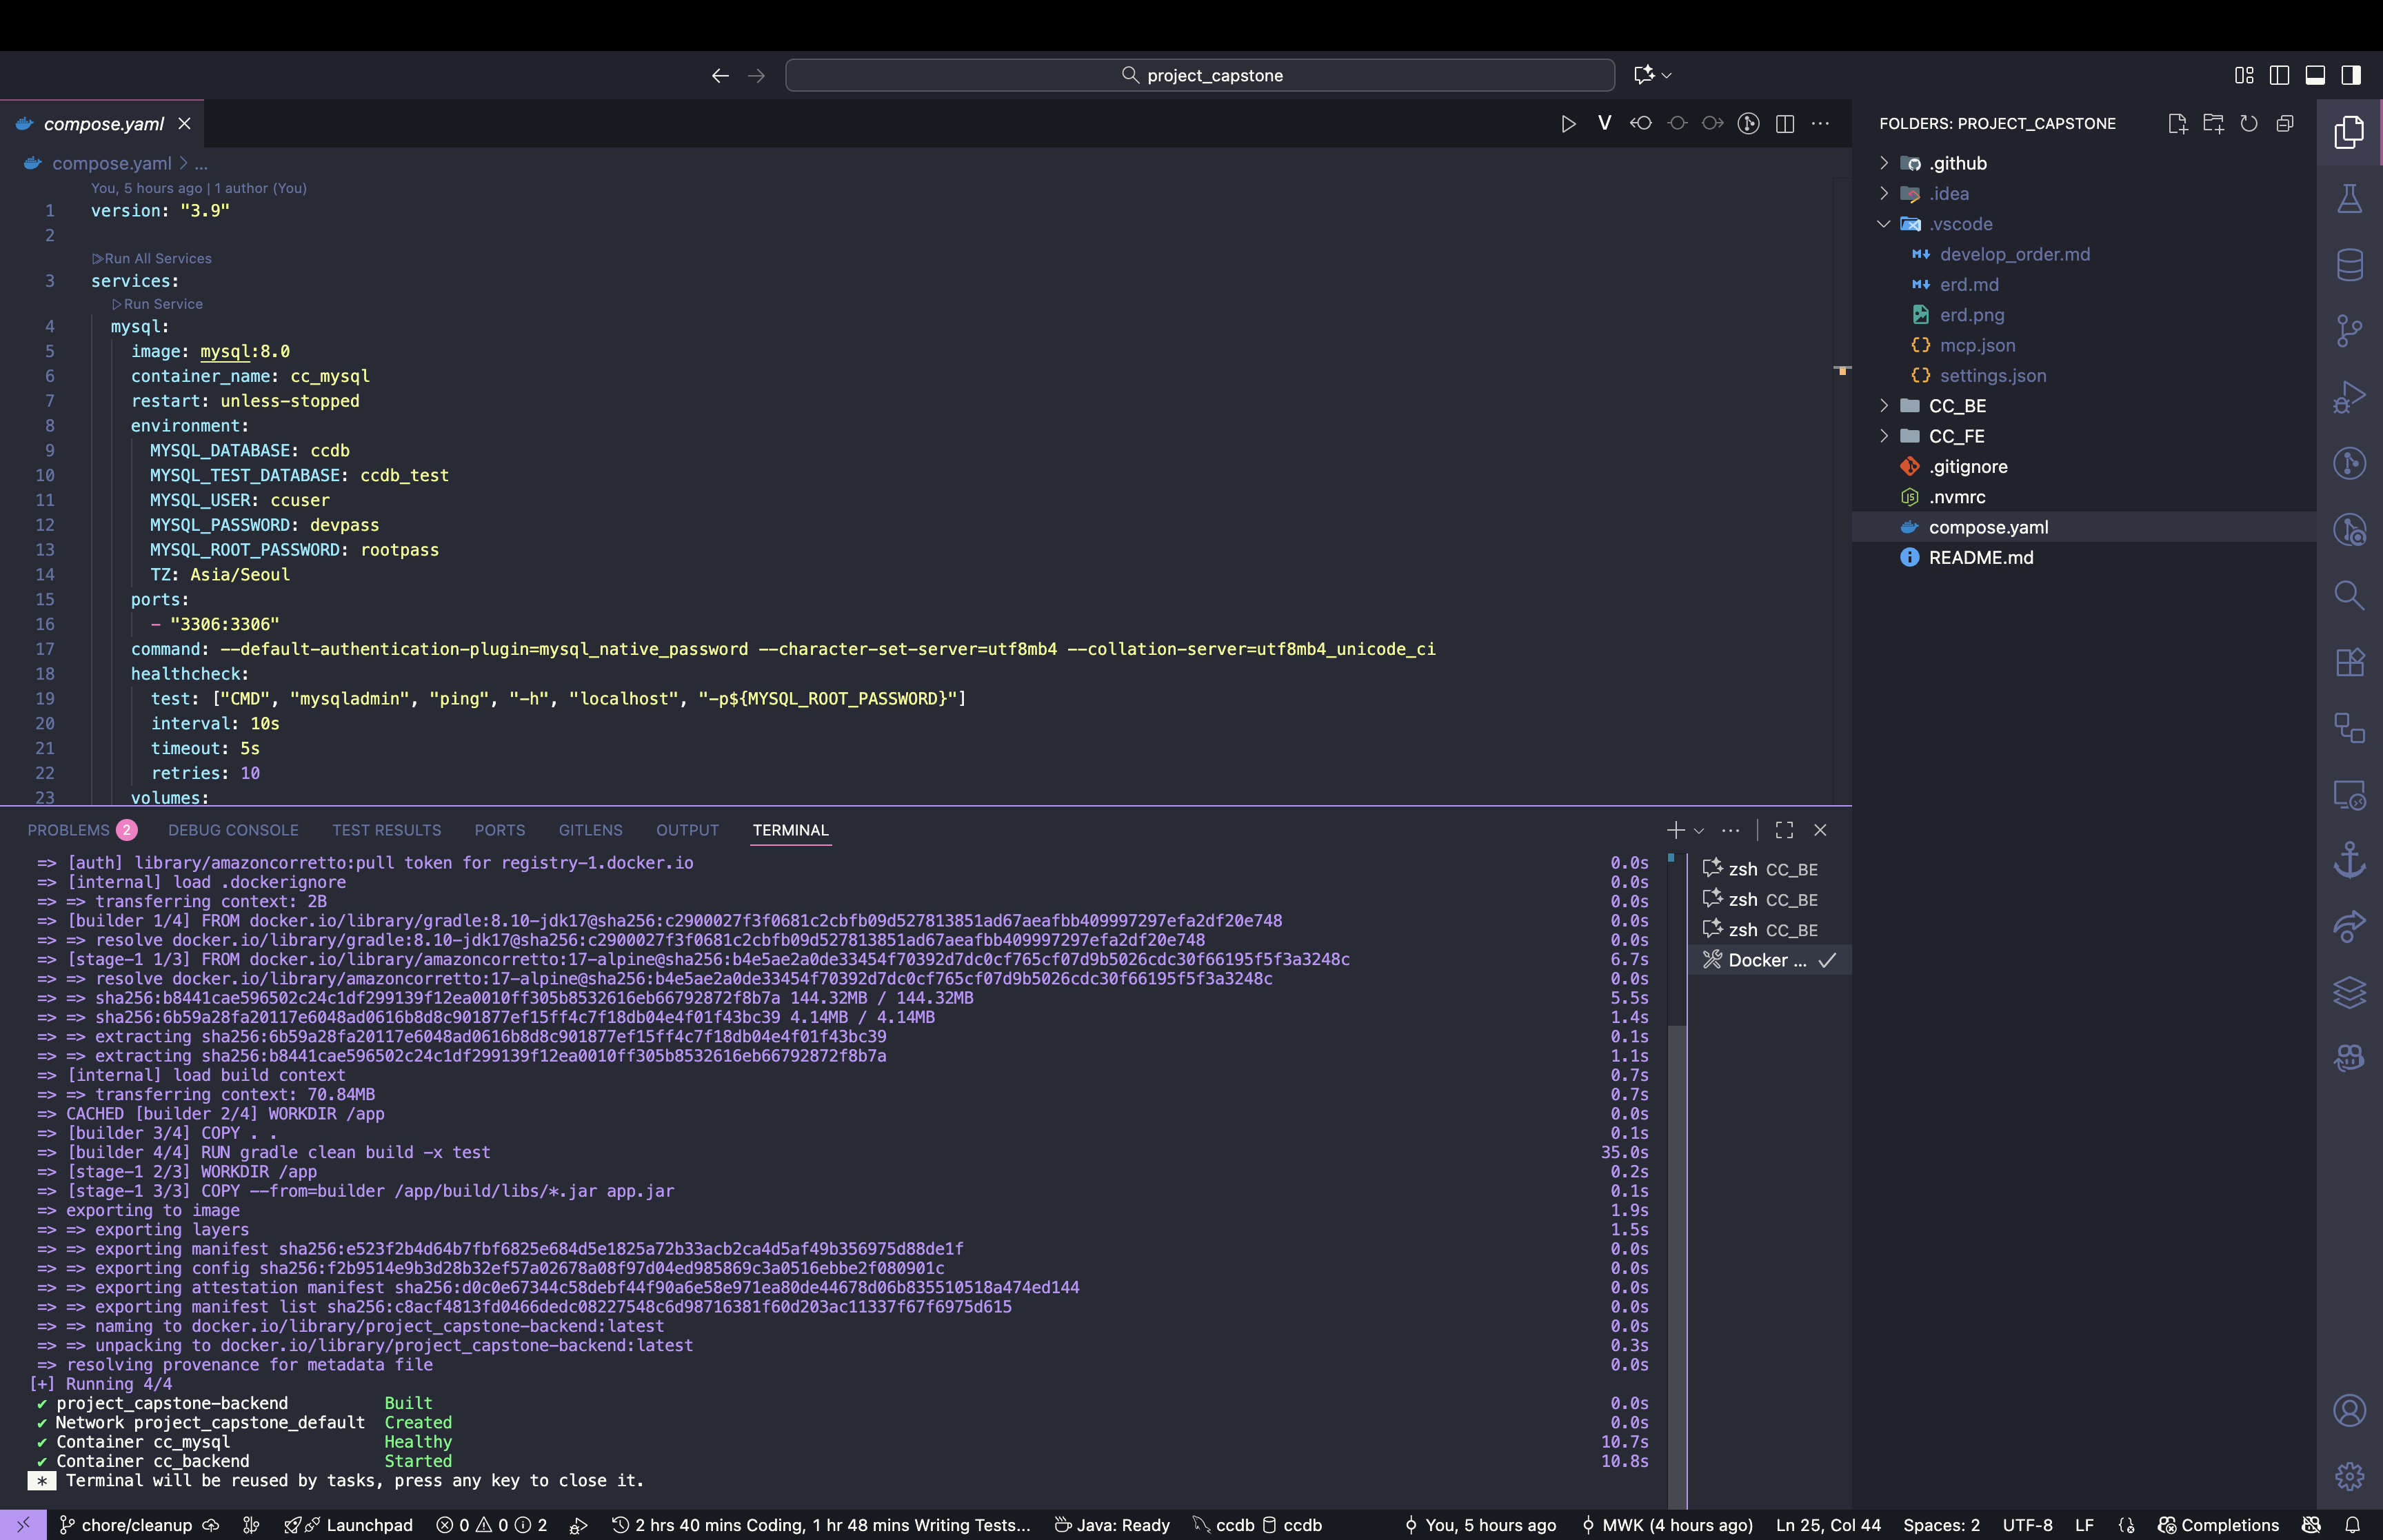 project_capstone
compose.yaml
compose.yaml > ...
You, 5 hours ago | 1 author (You)
1 version: "3.9"
2
Run All Services
3 services:
Run Service
4 mysql:
5 image: mysql:8.0
6 container_name: cc_mysql
7 restart: unless-stopped
8 environment:
9 MYSQL_DATABASE: ccdb
10 MYSQL_TEST_DATABASE: ccdb_test
11 MYSQL_USER: ccuser
12 MYSQL_PASSWORD: devpass
13 MYSQL_ROOT_PASSWORD: rootpass
14 TZ: Asia/Seoul
15 ports:
16 - "3306:3306"
17 command: --default-authentication-plugin=mysql_native_password --character-set-server=utf8mb4 --collation-server=utf8mb4_unicode_ci
18 healthcheck:
19 test: ["CMD", "mysqladmin", "ping", "-h", "localhost", "-p${MYSQL_ROOT_PASSWORD}"]
20 interval: 10s
21 timeout: 5s
22 retries: 10
23 volumes:
FOLDERS: PROJECT_CAPSTONE
.github
.idea
.vscode
develop_order.md
erd.md
erd.png
mcp.json
settings.json
CC_BE
CC_FE
.gitignore
.nvmrc
compose.yaml
README.md
PROBLEMS 2 DEBUG CONSOLE TEST RESULTS PORTS GITLENS OUTPUT TERMINAL
=> [auth] library/amazoncorretto:pull token for registry-1.docker.io 0.0s
=> [internal] load .dockerignore 0.0s
=> => transferring context: 2B 0.0s
=> [builder 1/4] FROM docker.io/library/gradle:8.10-jdk17@sha256:c2900027f3f0681c2cbfb09d527813851ad67aeafbb409997297efa2df20e748 0.0s
=> => resolve docker.io/library/gradle:8.10-jdk17@sha256:c2900027f3f0681c2cbfb09d527813851ad67aeafbb409997297efa2df20e748 0.0s
=> [stage-1 1/3] FROM docker.io/library/amazoncorretto:17-alpine@sha256:b4e5ae2a0de33454f70392d7dc0cf765cf07d9b5026cdc30f66195f5f3a3248c 6.7s
=> => resolve docker.io/library/amazoncorretto:17-alpine@sha256:b4e5ae2a0de33454f70392d7dc0cf765cf07d9b5026cdc30f66195f5f3a3248c 0.0s
=> => sha256:b8441cae596502c24c1df299139f12ea0010ff305b8532616eb66792872f8b7a 144.32MB / 144.32MB 5.5s
=> => sha256:6b59a28fa20117e6048ad0616b8d8c901877ef15ff4c7f18db04e4f01f43bc39 4.14MB / 4.14MB 1.4s
=> => extracting sha256:6b59a28fa20117e6048ad0616b8d8c901877ef15ff4c7f18db04e4f01f43bc39 0.1s
=> => extracting sha256:b8441cae596502c24c1df299139f12ea0010ff305b8532616eb66792872f8b7a 1.1s
=> [internal] load build context 0.7s
=> => transferring context: 70.84MB 0.7s
=> CACHED [builder 2/4] WORKDIR /app 0.0s
=> [builder 3/4] COPY . . 0.1s
=> [builder 4/4] RUN gradle clean build -x test 35.0s
=> [stage-1 2/3] WORKDIR /app 0.2s
=> [stage-1 3/3] COPY --from=builder /app/build/libs/*.jar app.jar 0.1s
=> exporting to image 1.9s
=> => exporting layers 1.5s
=> => exporting manifest sha256:e523f2b4d64b7fbf6825e684d5e1825a72b33acb2ca4d5af49b356975d88de1f 0.0s
=> => exporting config sha256:f2b9514e9b3d28b32ef57a02678a08f97d04ed985869c3a0516ebbe2f080901c 0.0s
=> => exporting attestation manifest sha256:d0c0e67344c58debf44f90a6e58e971ea80de44678d06b835510518a474ed144 0.0s
=> => exporting manifest list sha256:c8acf4813fd0466dedc08227548c6d98716381f60d203ac11337f67f6975d615 0.0s
=> => naming to docker.io/library/project_capstone-backend:latest 0.0s
=> => unpacking to docker.io/library/project_capstone-backend:latest 0.3s
=> resolving provenance for metadata file 0.0s
[+] Running 4/4
✔ project_capstone-backend Built 0.0s
✔ Network project_capstone_default Created 0.0s
✔ Container cc_mysql Healthy 10.7s
✔ Container cc_backend Started 10.8s
* Terminal will be reused by tasks, press any key to close it.
zsh CC_BE
zsh CC_BE
zsh CC_BE
Docker ...
chore/cleanup Launchpad 0 0 2 2 hrs 40 mins Coding, 1 hr 48 mins Writing Tests... Java: Ready ccdb ccdb You, 5 hours ago MWK (4 hours ago) Ln 25, Col 44 Spaces: 2 UTF-8 LF Completions